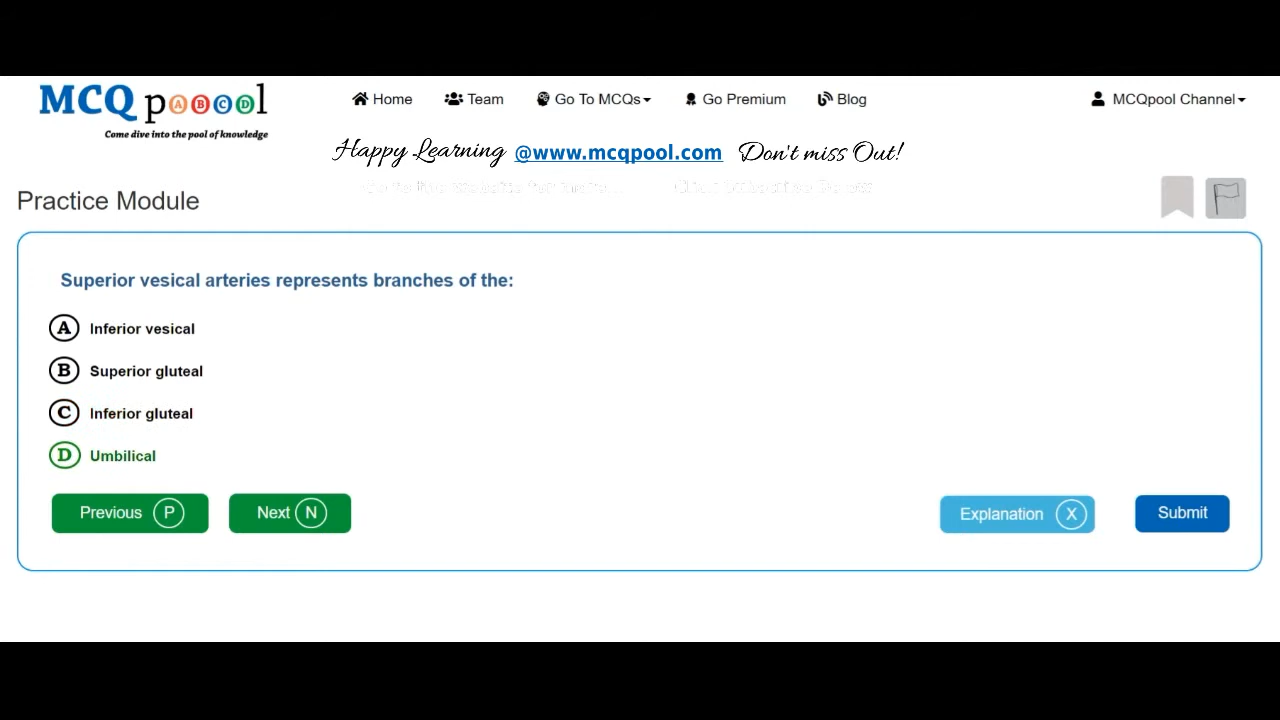 MCQ pABCDl
Come dive into the pool of knowledge
Home Team Go To MCQs Go Premium Blog MCQpool Channel
Happy Learning @www.mcqpool.com Don't miss Out!
Practice Module
Superior vesical arteries represents branches of the:
A Inferior vesical
B Superior gluteal
C Inferior gluteal
D Umbilical
Previous P Next N Explanation X Submit